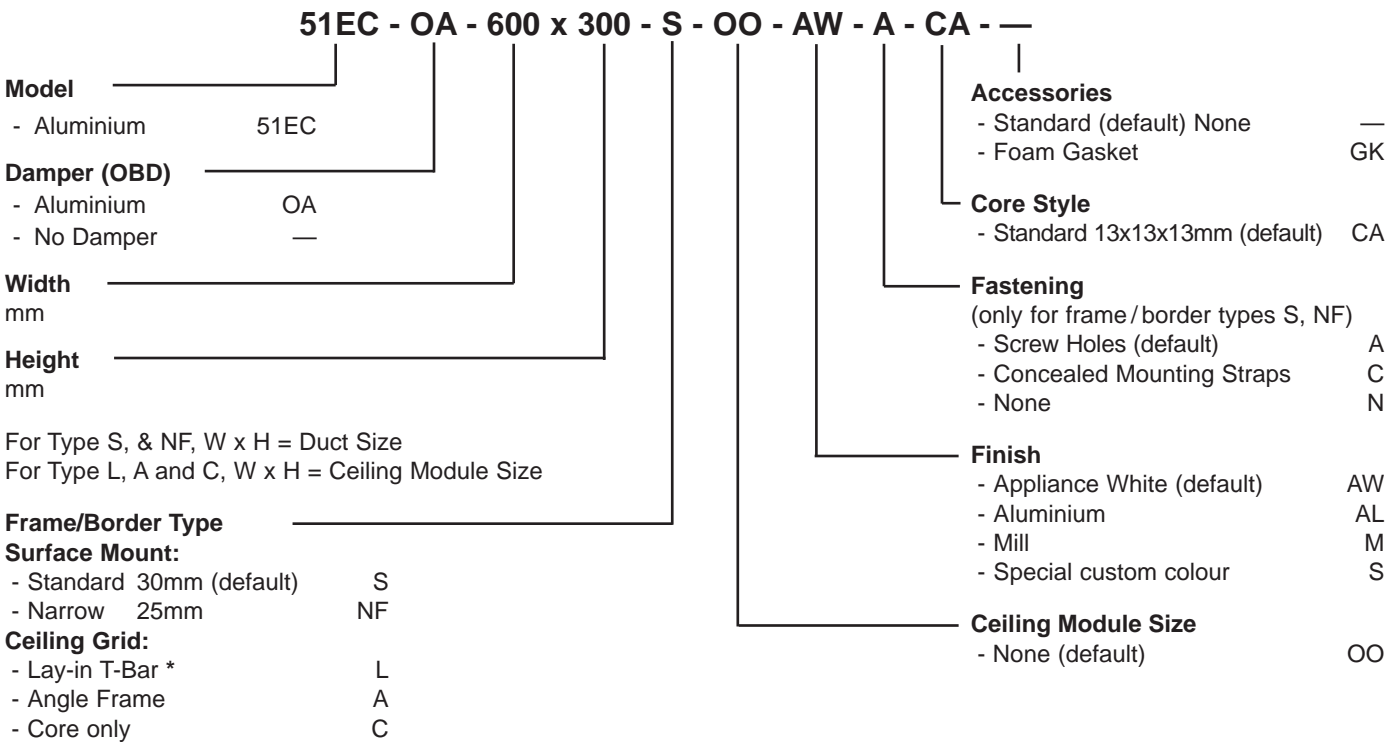 51EC - OA - 600 x 300 - S - OO - AW - A - CA - —
Model
- Aluminium 51EC
Damper (OBD)
- Aluminium OA
- No Damper —
Width
mm
Height
mm
For Type S, & NF, W x H = Duct Size
For Type L, A and C, W x H = Ceiling Module Size
Frame/Border Type
Surface Mount:
- Standard 30mm (default) S
- Narrow 25mm NF
Ceiling Grid:
- Lay-in T-Bar * L
- Angle Frame A
- Core only C
Accessories
- Standard (default) None —
- Foam Gasket GK
Core Style
- Standard 13x13x13mm (default) CA
Fastening
(only for frame/border types S, NF)
- Screw Holes (default) A
- Concealed Mounting Straps C
- None N
Finish
- Appliance White (default) AW
- Aluminium AL
- Mill M
- Special custom colour S
Ceiling Module Size
- None (default) OO